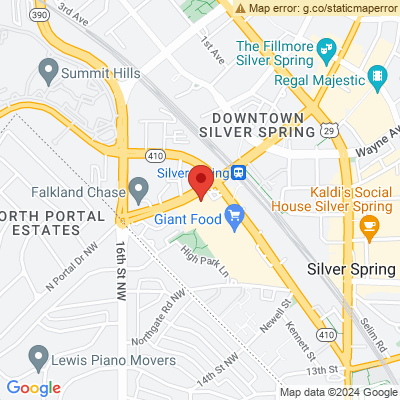 Map error: g.co/staticmaperror
390
3rd Ave
1st Ave
The Fillmore
Silver Spring
Regal Majestic
Summit Hills
DOWNTOWN
SILVER SPRING
29
Wayne Av
410
Silver Spring
Falkland Chase
Kaldi's Social
House Silver Spring
Giant Food
ORTH PORTAL
ESTATES
N Portal Dr NW
16th St NW
High Park Ln
Silver Spring
Northgate Rd NW
Newell St
Kennett St
410
Selim Rd
Lewis Piano Movers
14th St NW
13th St NW
Google
Map data ©2024 Google